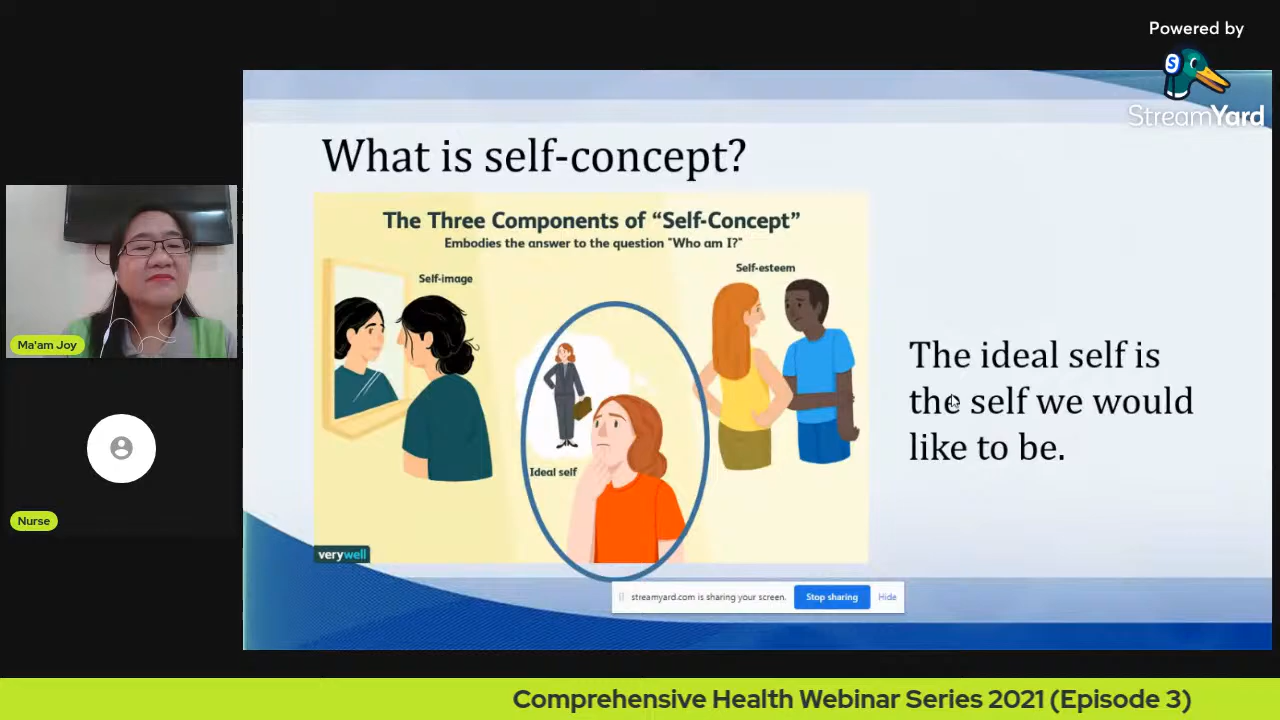 Powered by
StreamYard
What is self-concept?
The Three Components of “Self-Concept”
Embodies the answer to the question "Who am I?"
Self-image
Self-esteem
Ideal self
verywell
The ideal self is
the self we would
like to be.
Ma'am Joy
Nurse
streamyard.com is sharing your screen.
Stop sharing
Hide
Comprehensive Health Webinar Series 2021 (Episode 3)